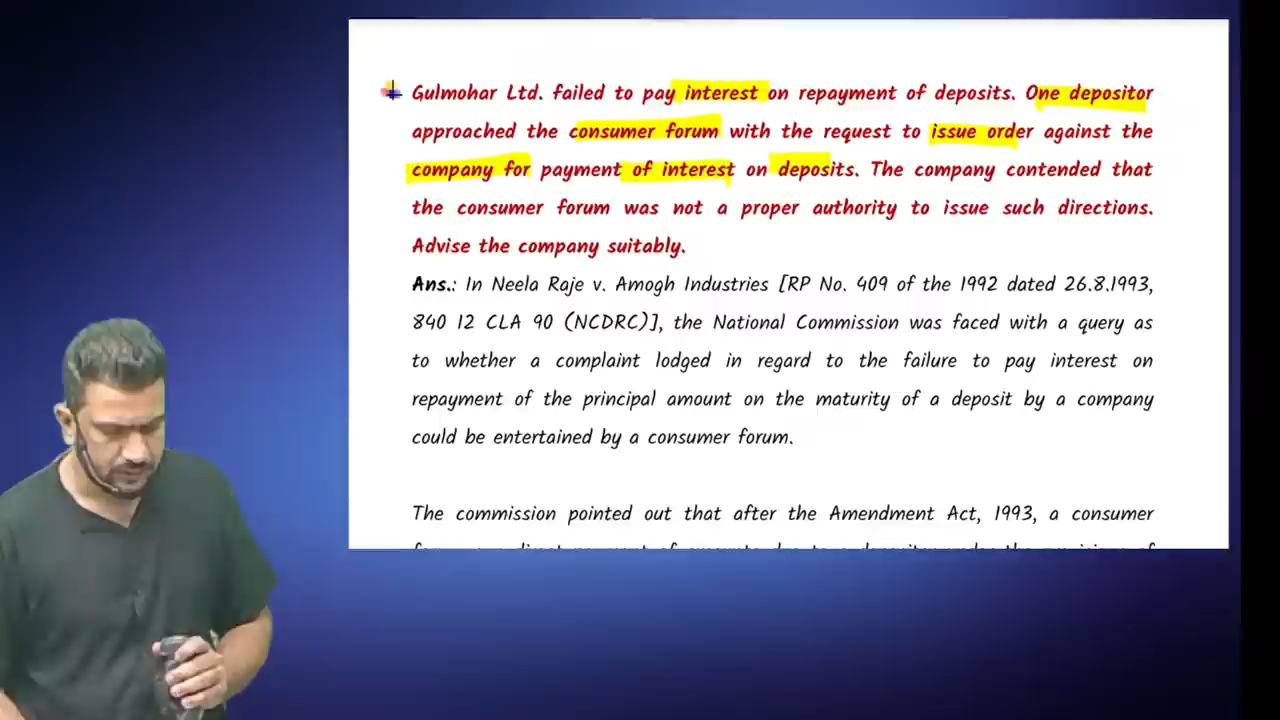 Gulmohar Ltd. failed to pay interest on repayment of deposits. One depositor
approached the consumer forum with the request to issue order against the
company for payment of interest on deposits. The company contended that
the consumer forum was not a proper authority to issue such directions.
Advise the company suitably.
Ans.: In Neela Raje v. Amogh Industries [RP No. 409 of the 1992 dated 26.8.1993,
840 12 CLA 90 (NCDRC)], the National Commission was faced with a query as
to whether a complaint lodged in regard to the failure to pay interest on
repayment of the principal amount on the maturity of a deposit by a company
could be entertained by a consumer forum.
The commission pointed out that after the Amendment Act, 1993, a consumer